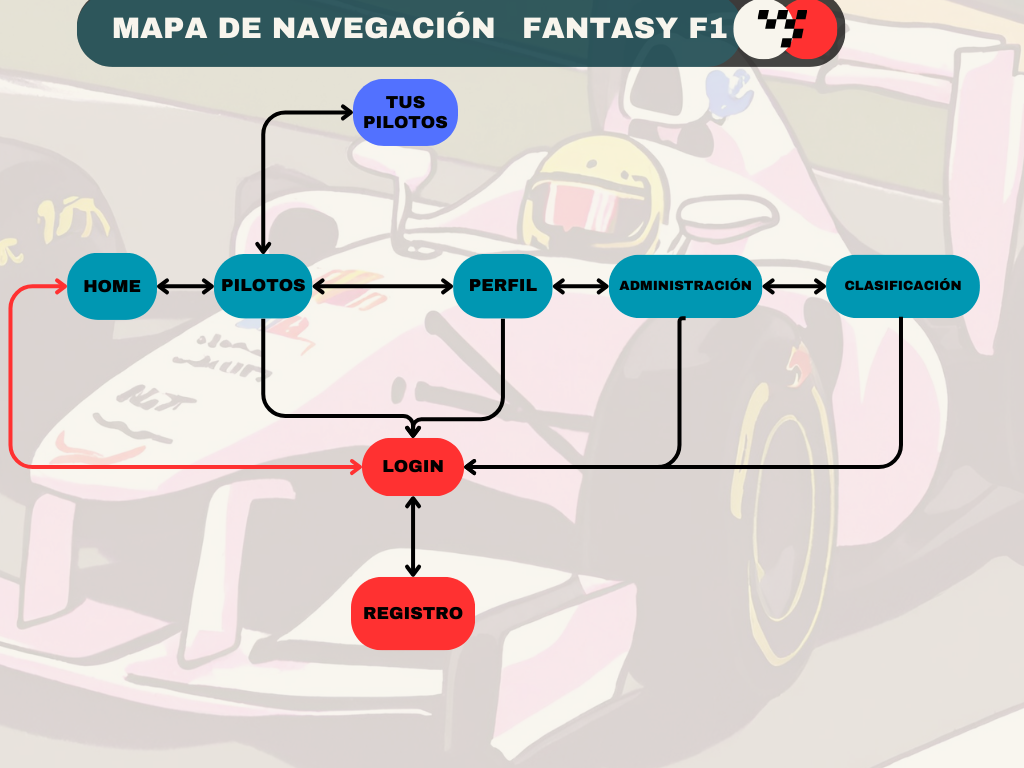 MAPA DE NAVEGACIÓN FANTASY F1
TUS
PILOTOS
HOME
PILOTOS
PERFIL
ADMINISTRACIÓN
CLASIFICACIÓN
LOGIN
REGISTRO